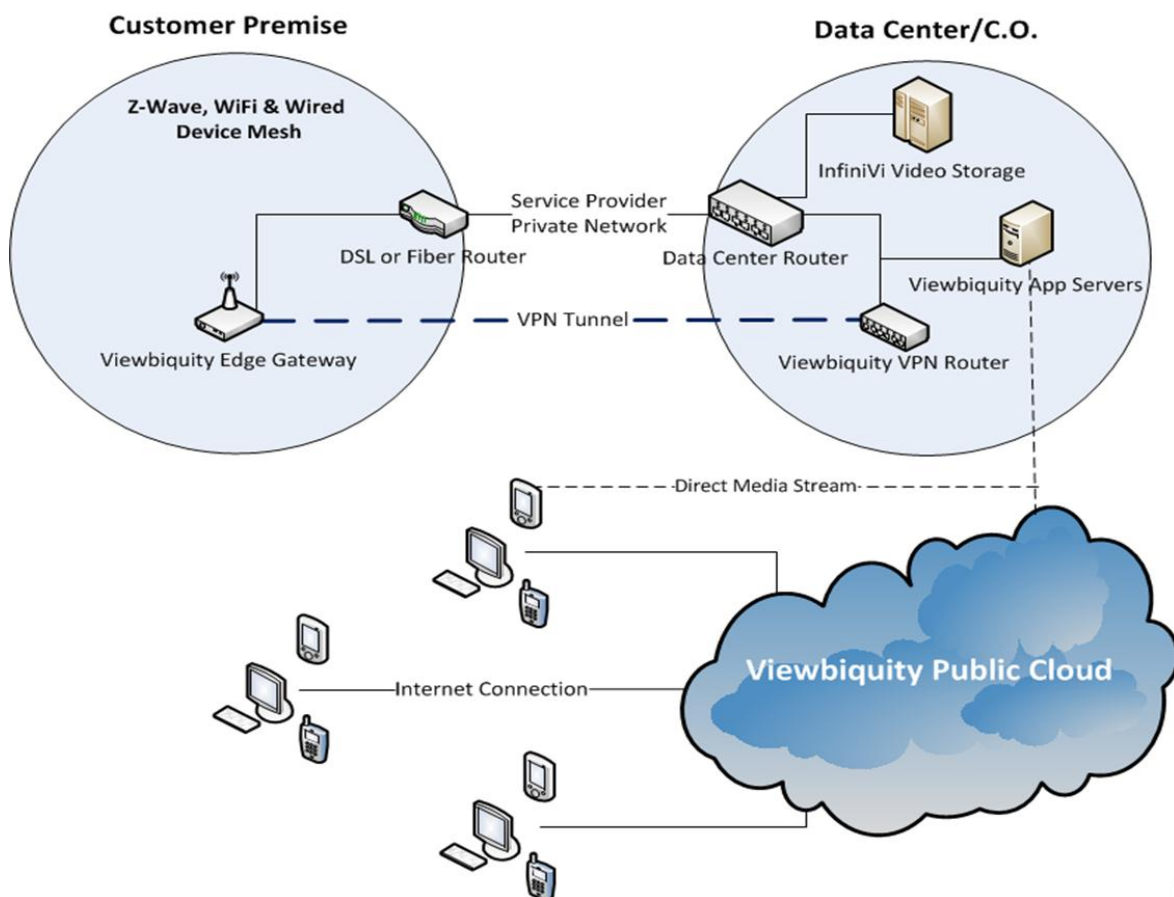 Customer Premise
Data Center/C.O.
Z-Wave, WiFi & Wired
Device Mesh
InfiniVi Video Storage
Service Provider
Private Network
DSL or Fiber Router
Data Center Router
Viewbiquity App Servers
VPN Tunnel
Viewbiquity Edge Gateway
Viewbiquity VPN Router
Direct Media Stream
Viewbiquity Public Cloud
Internet Connection